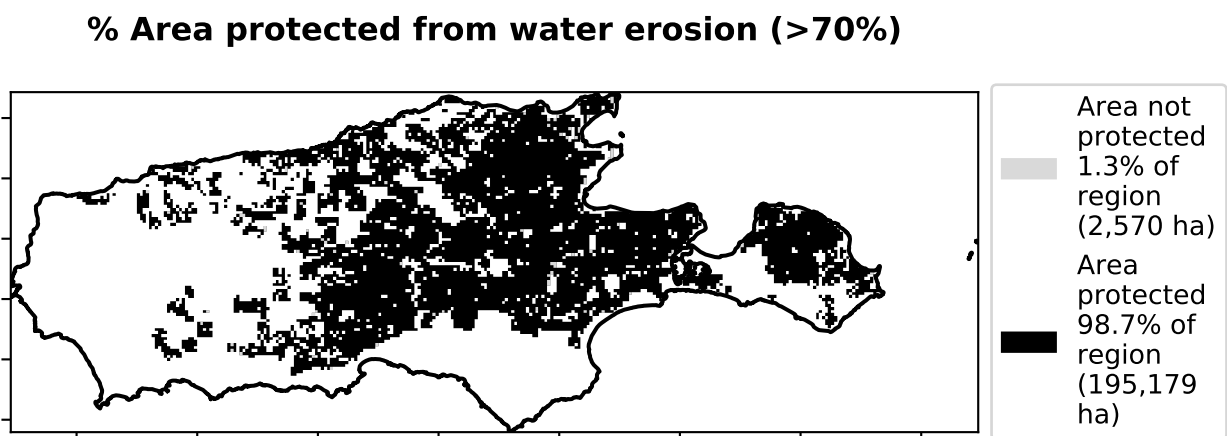 % Area protected from water erosion (>70%)
Area not
protected
1.3% of
region
(2,570 ha)
Area
protected
98.7% of
region
(195,179
ha)